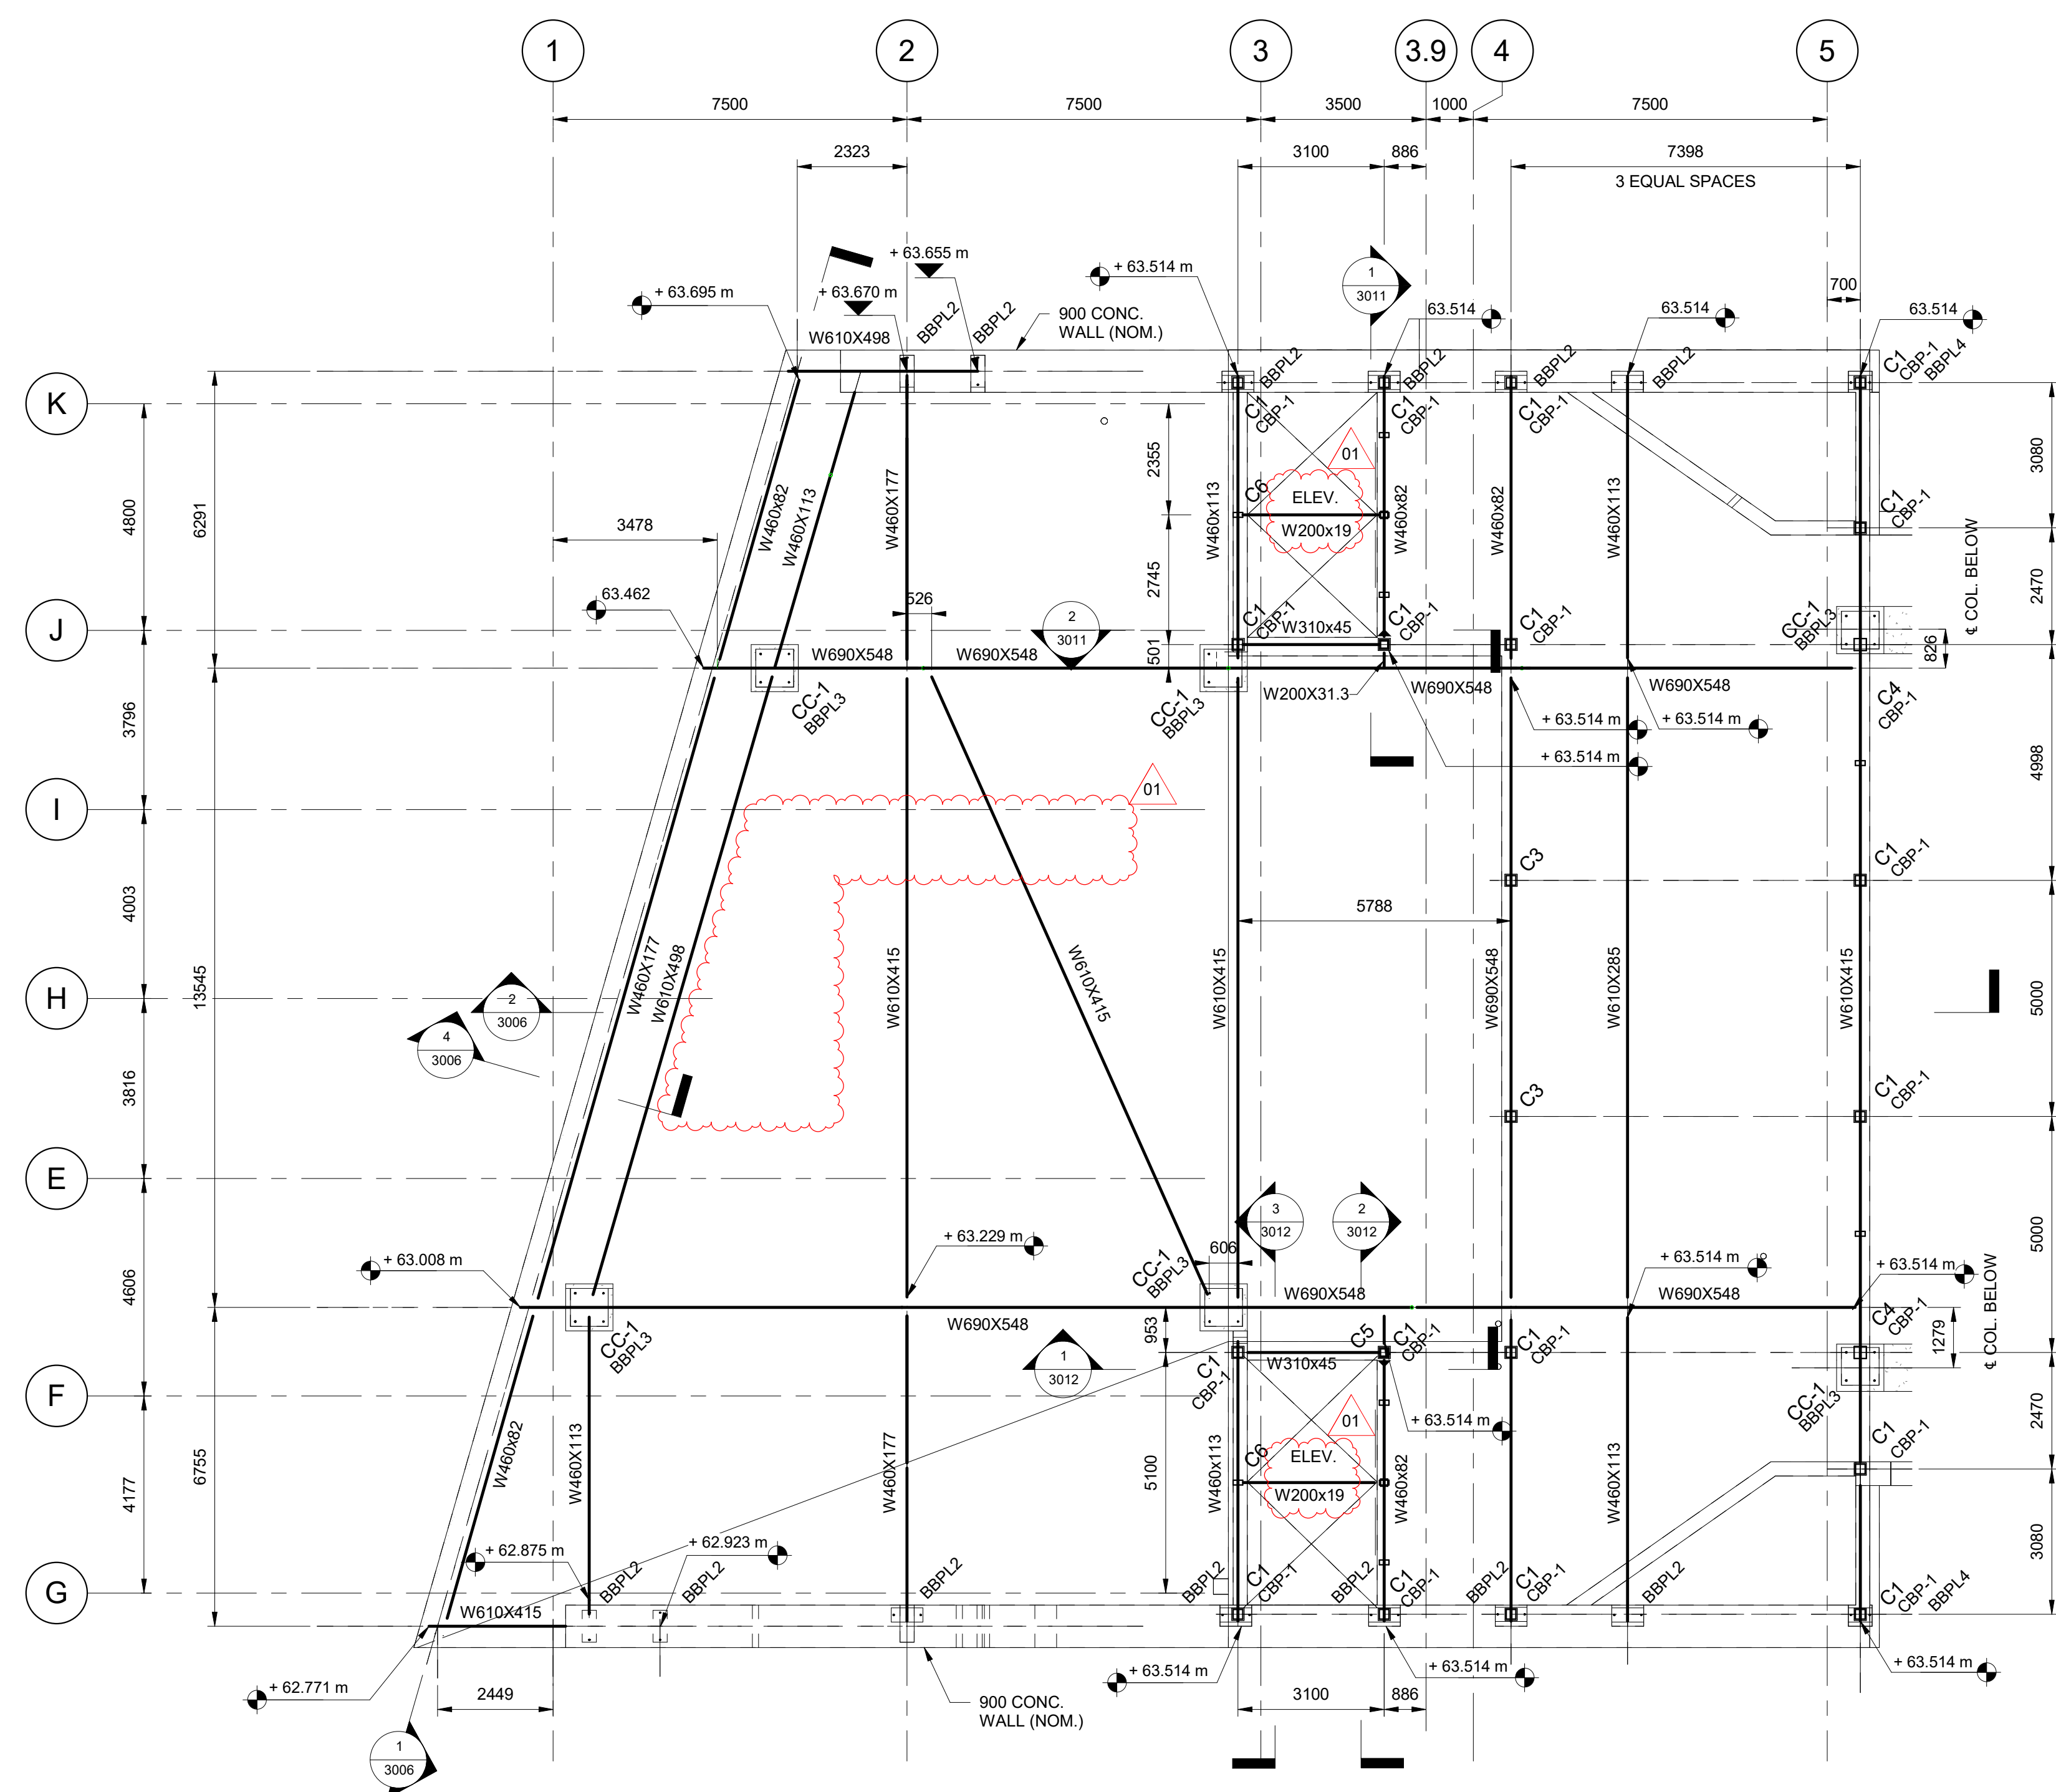 1
2
3
3.9
4
5
7500
7500
3500
1000
7500
2323
3100
886
7398
3 EQUAL SPACES
+ 63.655 m
+ 63.695 m
+ 63.670 m
+ 63.514 m
1
3011
700
W610X498
BBPL2
BBPL2
900 CONC.
WALL (NOM.)
63.514
63.514
63.514
BBPL2
BBPL2
BBPL2
BBPL2
C1
CBP-1
BBPL4
K
C1
CBP-1
C1
CBP-1
C1
CBP-1
4800
6291
3478
W460x82
W460X113
W460X177
2355
2745
W460x113
C6
01
ELEV.
W200x19
W460x82
W460x82
W460X113
3080
C1
CBP-1
2470
℄ COL. BELOW
63.462
526
2
3011
J
C1
CBP-1
W310x45
C1
CBP-1
C1
CBP-1
CC-1
BBPL3
826
501
W690X548
W690X548
W200X31.3
W690X548
W690X548
CC-1
BBPL3
CC-1
BBPL3
C4
CBP-1
+ 63.514 m
+ 63.514 m
+ 63.514 m
3796
4998
01
I
C3
C1
CBP-1
4003
5788
13545
W460X177
W610X498
W610X415
W610X415
W610X415
W690X548
W610X285
W610X415
5000
H
2
3006
4
3006
3816
C3
C1
CBP-1
E
3
3012
2
3012
5000
+ 63.008 m
+ 63.229 m
CC-1
BBPL3
606
+ 63.514 m
+ 63.514 m
℄ COL. BELOW
4606
W690X548
W690X548
W690X548
CC-1
BBPL3
953
C5
C1
CBP-1
C1
CBP-1
C4
CBP-1
1279
1
3012
C1
CBP-1
W310x45
F
01
CC-1
BBPL3
+ 63.514 m
2470
C1
CBP-1
W460x82
W460X113
W460X177
5100
W460x113
C6
ELEV.
W200x19
W460x82
W460X113
6755
4177
3080
+ 62.875 m
+ 62.923 m
G
BBPL2
BBPL2
BBPL2
BBPL2
C1
CBP-1
BBPL2
C1
CBP-1
BBPL2
C1
CBP-1
BBPL2
C1
CBP-1
BBPL4
W610X415
+ 62.771 m
2449
900 CONC.
WALL (NOM.)
+ 63.514 m
+ 63.514 m
+ 63.514 m
3100
886
1
3006